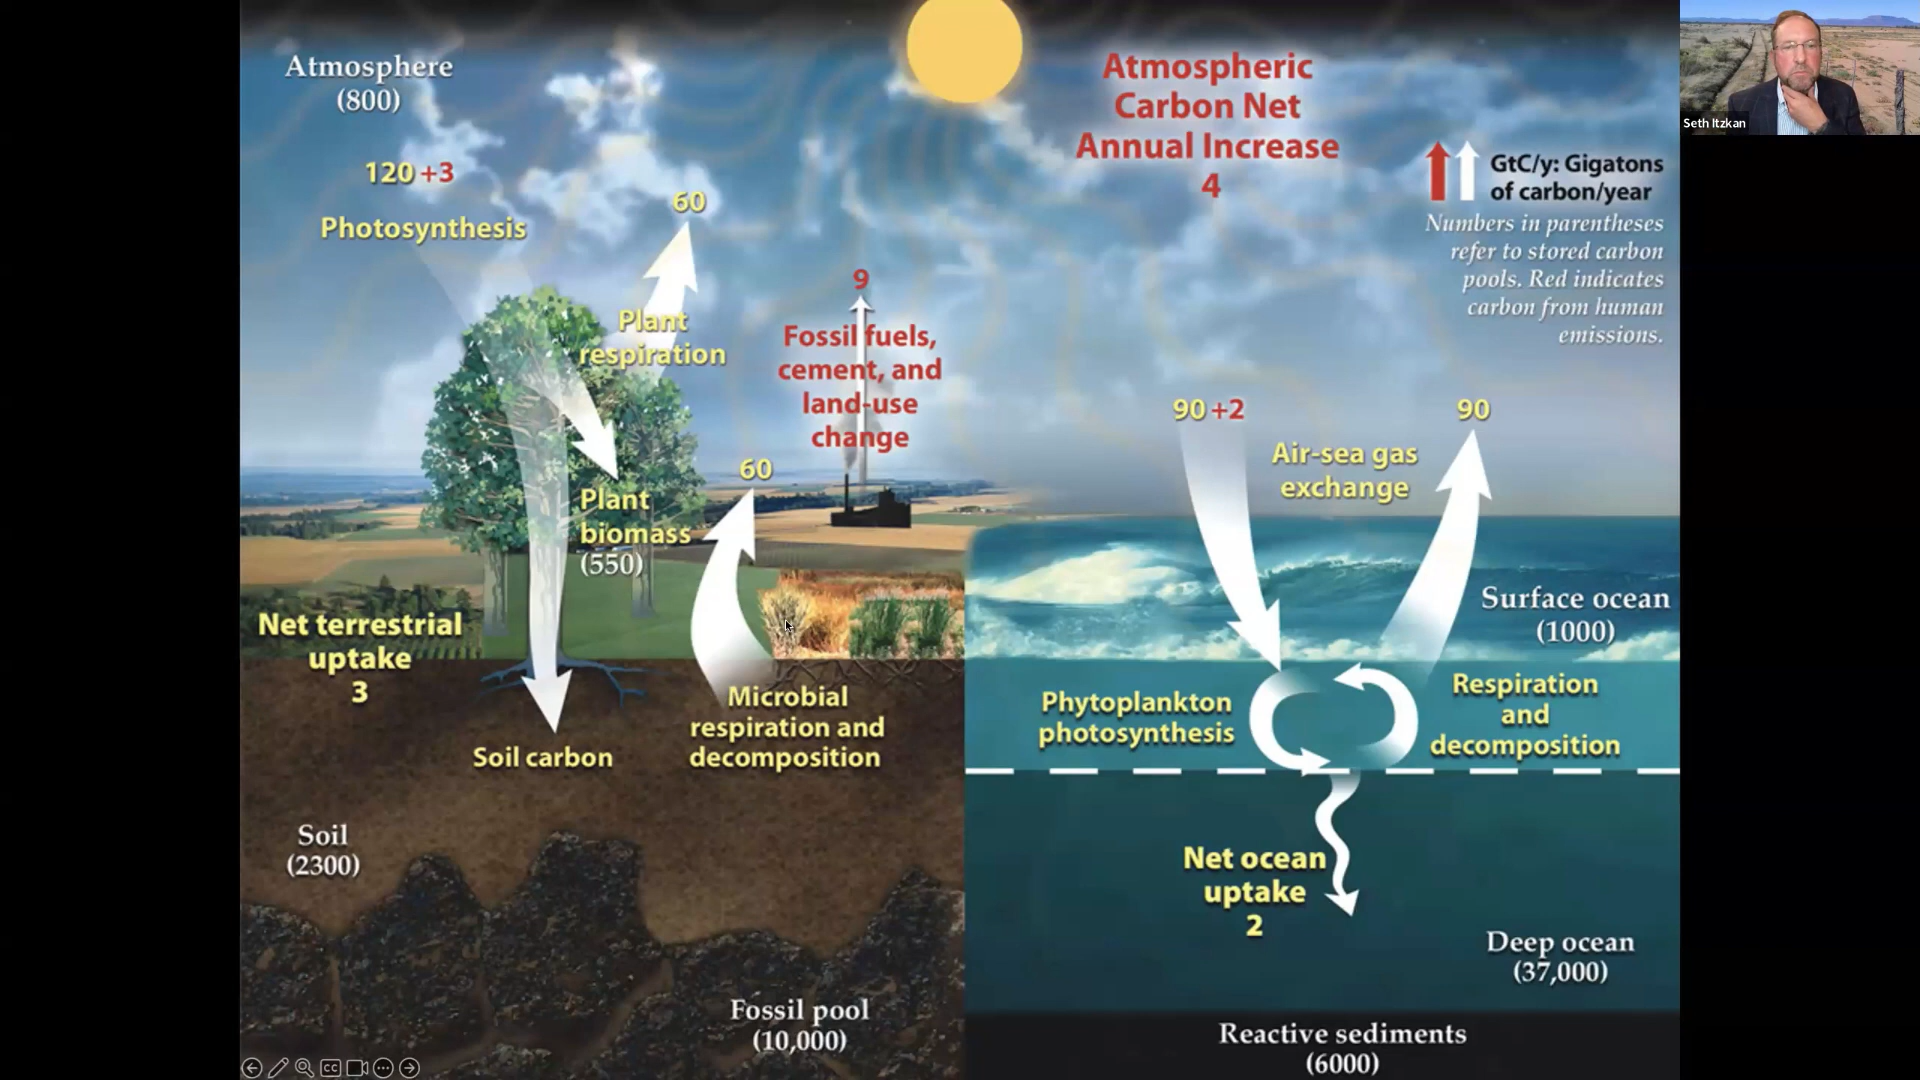 Atmosphere
(800)
120 +3
Photosynthesis
60
Plant
respiration
9
Fossil fuels,
cement, and
land-use
change
Atmospheric
Carbon Net
Annual Increase
4
GtC/y: Gigatons
of carbon/year
Numbers in parentheses
refer to stored carbon
pools. Red indicates
carbon from human
emissions.
Seth Itzkan
90 +2
90
Air-sea gas
exchange
60
Plant
biomass
(550)
Net terrestrial
uptake
3
Surface ocean
(1000)
Soil carbon
Microbial
respiration and
decomposition
Phytoplankton
photosynthesis
Respiration
and
decomposition
Soil
(2300)
Net ocean
uptake
2
Deep ocean
(37,000)
Fossil pool
(10,000)
Reactive sediments
(6000)
CC